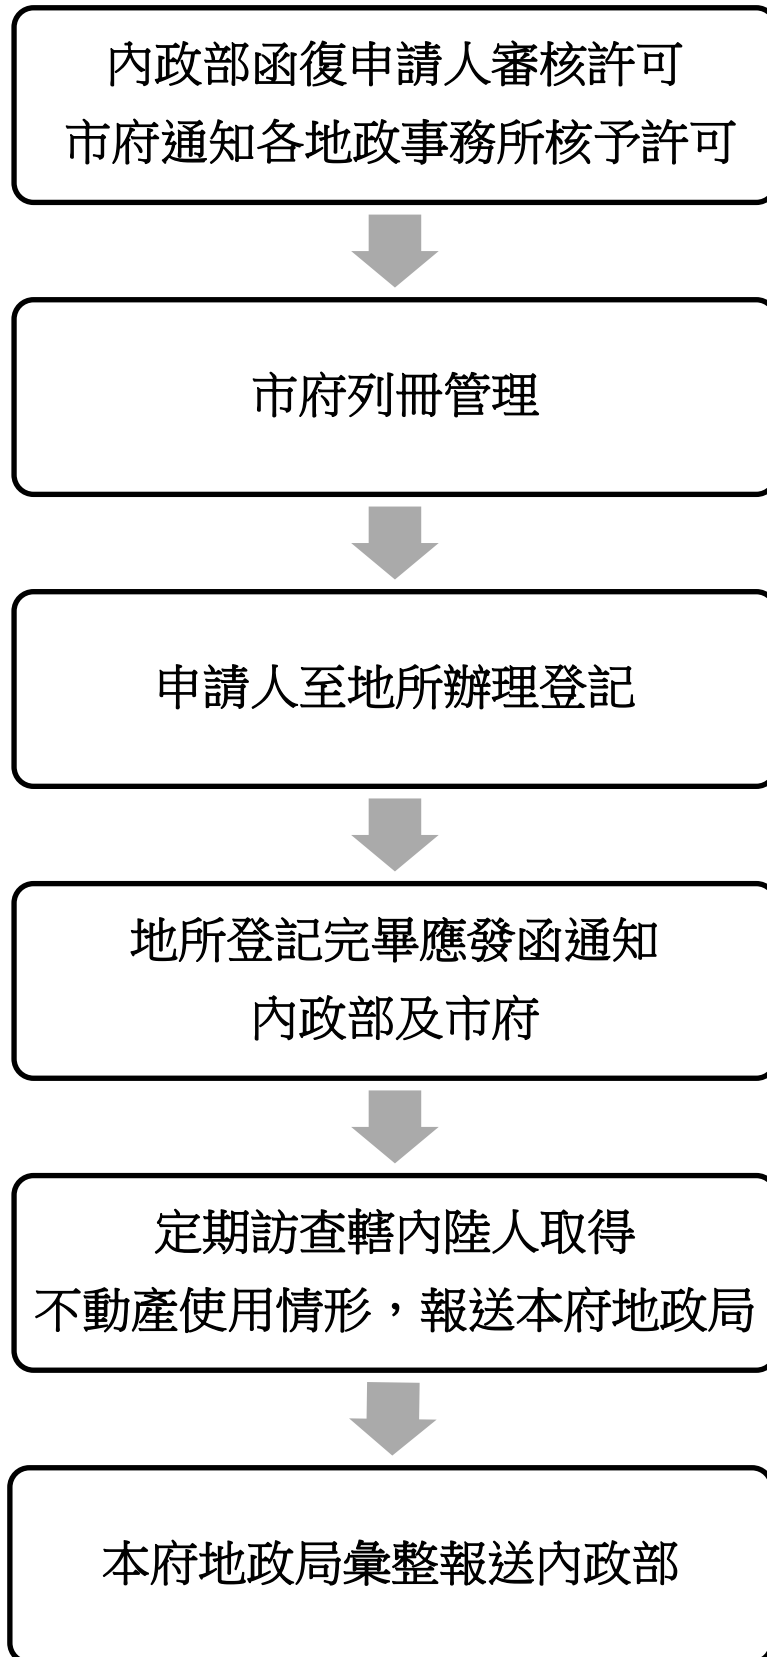 內政部函復申請人審核許可
市府通知各地政事務所核予許可
市府列冊管理
申請人至地所辦理登記
地所登記完畢應發函通知
內政部及市府
定期訪查轄內陸人取得
不動產使用情形，報送本府地政局
本府地政局彙整報送內政部